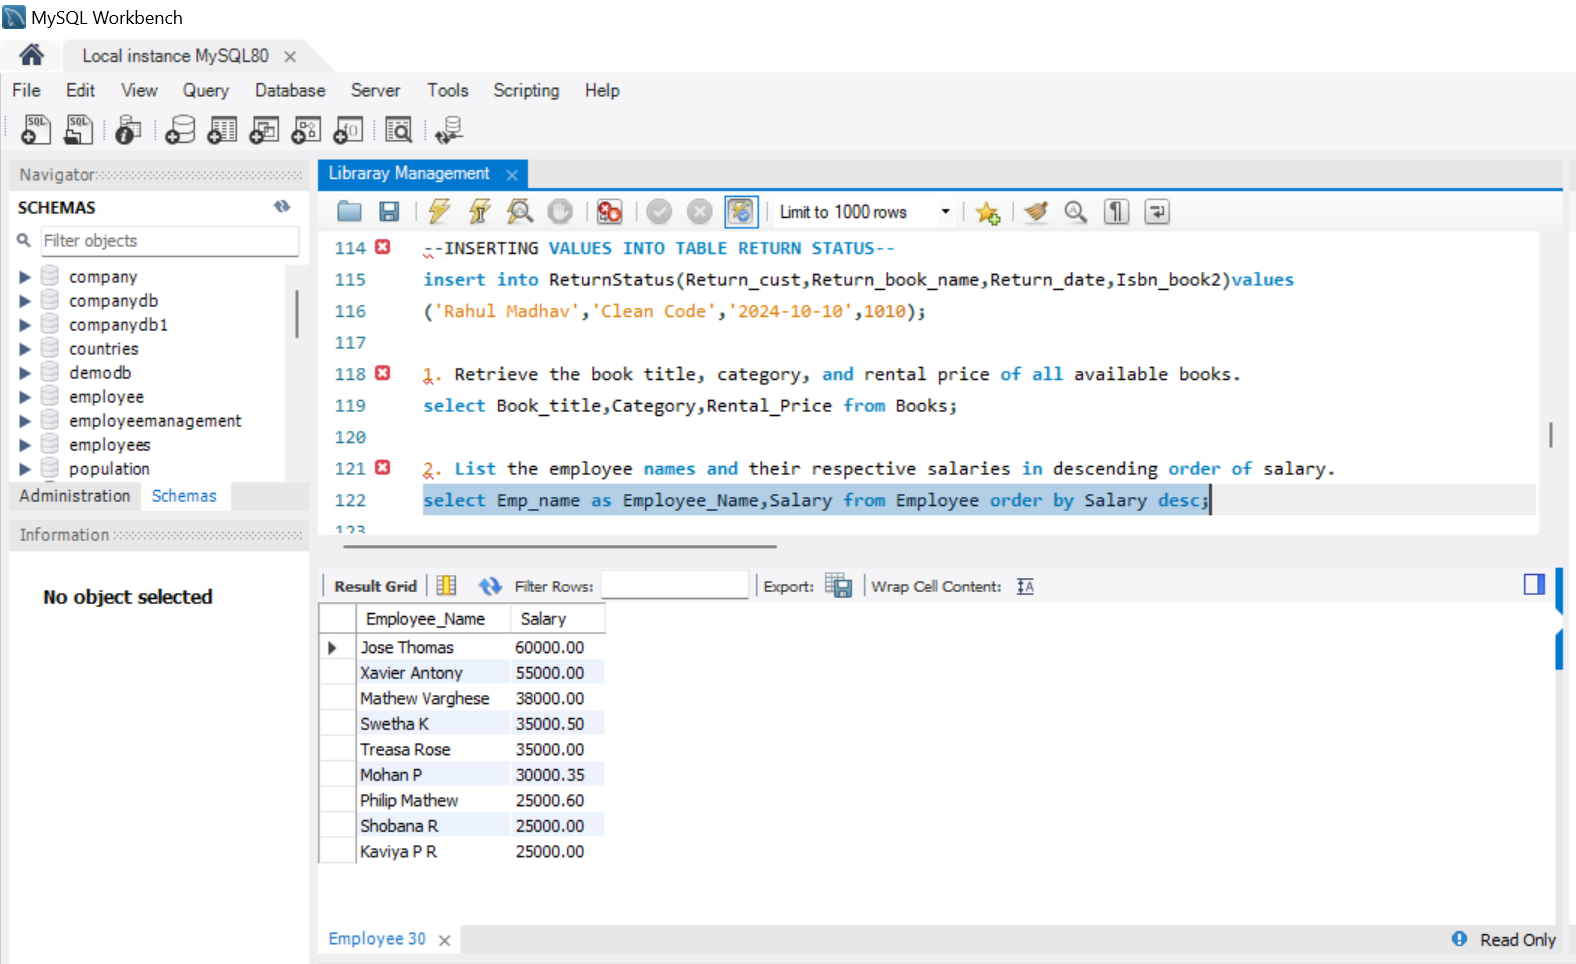 MySQL Workbench
Local instance MySQL80
File Edit View Query Database Server Tools Scripting Help
SQL SQL
Navigator
SCHEMAS
Filter objects
company
companydb
companydb1
countries
demodb
employee
employeemanagement
employees
population
Administration Schemas
Information
No object selected
Libraray Management
Limit to 1000 rows
114 --INSERTING VALUES INTO TABLE RETURN STATUS--
115 insert into ReturnStatus(Return_cust,Return_book_name,Return_date,Isbn_book2)values
116 ('Rahul Madhav','Clean Code','2024-10-10',1010);
117
118 1. Retrieve the book title, category, and rental price of all available books.
119 select Book_title,Category,Rental_Price from Books;
120
121 2. List the employee names and their respective salaries in descending order of salary.
122 select Emp_name as Employee_Name,Salary from Employee order by Salary desc;
123
Result Grid Filter Rows: Export: Wrap Cell Content:
Employee_Name Salary
Jose Thomas 60000.00
Xavier Antony 55000.00
Mathew Varghese 38000.00
Swetha K 35000.50
Treasa Rose 35000.00
Mohan P 30000.35
Philip Mathew 25000.60
Shobana R 25000.00
Kaviya P R 25000.00
Employee 30
Read Only